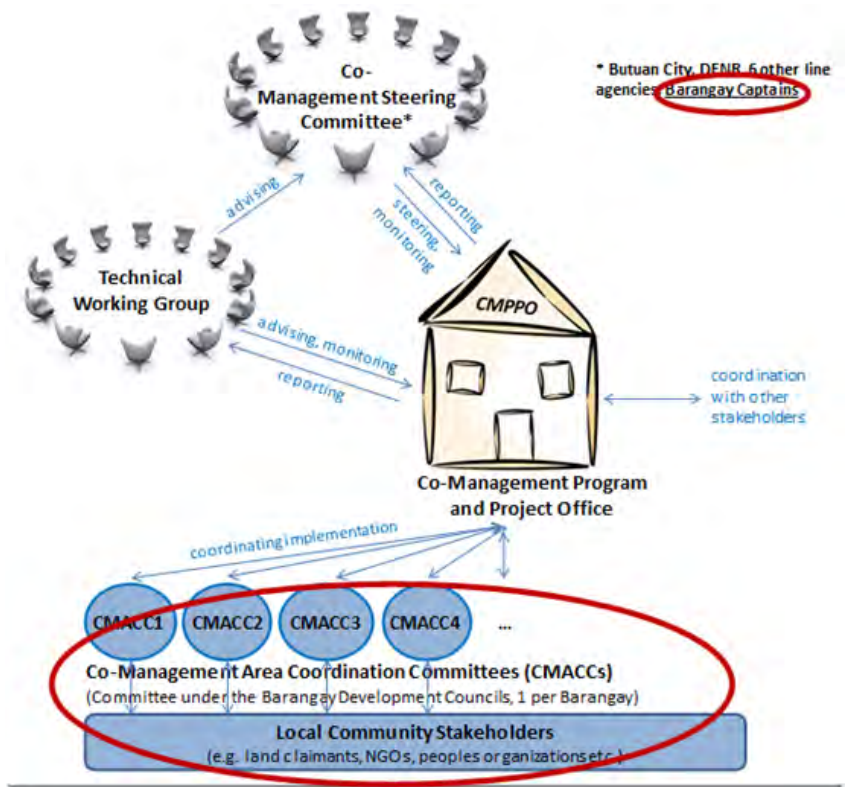 Co-
Management Steering
Committee*
* Butuan City, DENR, 6 other line
agencies, Barangay Captains
advising
reporting
steering,
monitoring
Technical
Working Group
CMPPO
advising, monitoring
reporting
coordination
with other
stakeholders
Co-Management Program
and Project Office
coordinating implementation
CMACC1
CMACC2
CMACC3
CMACC4
...
Co-Management Area Coordination Committees (CMACCs)
(Committee under the Barangay Development Councils, 1 per Barangay)
Local Community Stakeholders
(e.g. land claimants, NGOs, peoples organizations etc.)